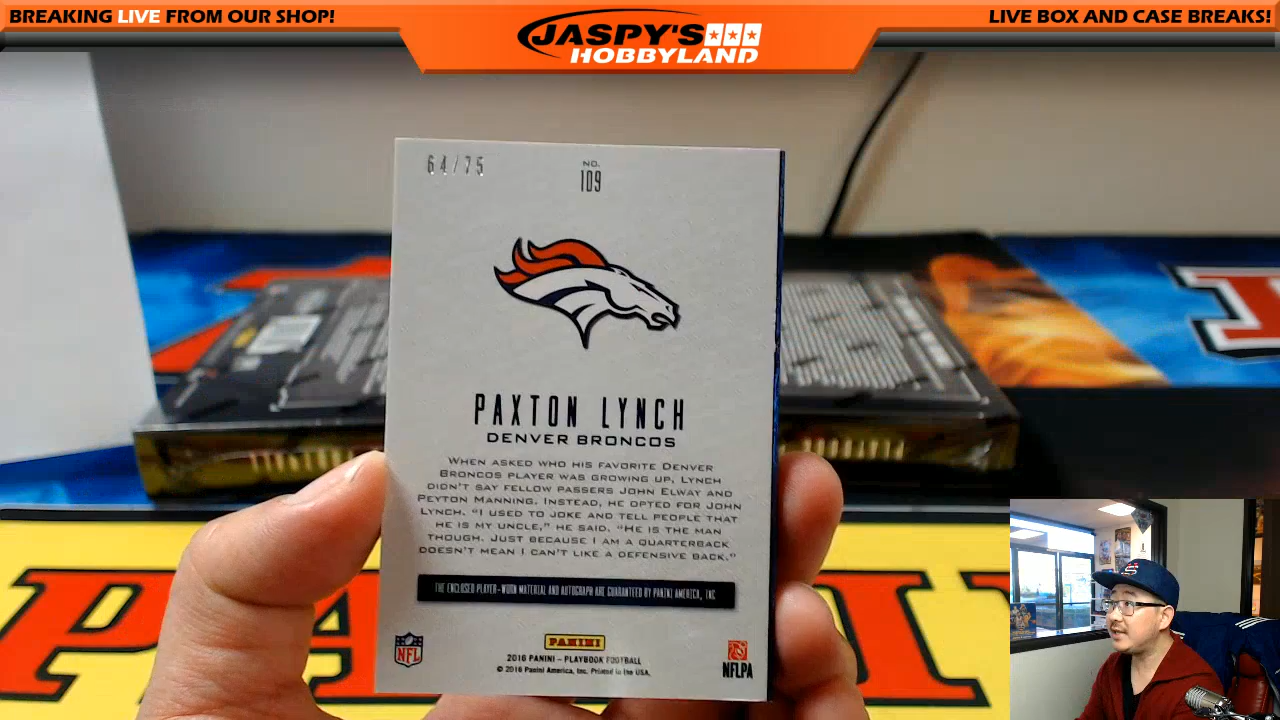 BREAKING LIVE FROM OUR SHOP!
JASPY'S
HOBBYLAND
LIVE BOX AND CASE BREAKS!
64/75
NO.
109
PAXTON LYNCH
DENVER BRONCOS
WHEN ASKED WHO HIS FAVORITE DENVER
BRONCOS PLAYER WAS GROWING UP, LYNCH
DIDN'T SAY FELLOW PASSERS JOHN ELWAY AND
PEYTON MANNING. INSTEAD, HE OPTED FOR JOHN
LYNCH. "I USED TO JOKE AND TELL PEOPLE THAT
HE IS MY UNCLE," HE SAID. "HE IS THE MAN
THOUGH. JUST BECAUSE I AM A QUARTERBACK
DOESN'T MEAN I CAN'T LIKE A DEFENSIVE BACK."
THE ENCLOSED PLAYER-WORN MATERIAL AND AUTOGRAPH ARE GUARANTEED BY PANINI AMERICA, INC
NFL
PANINI
2016 PANINI - PLAYBOOK FOOTBALL
© 2016 Panini America, Inc. Printed in the USA.
NFLPA